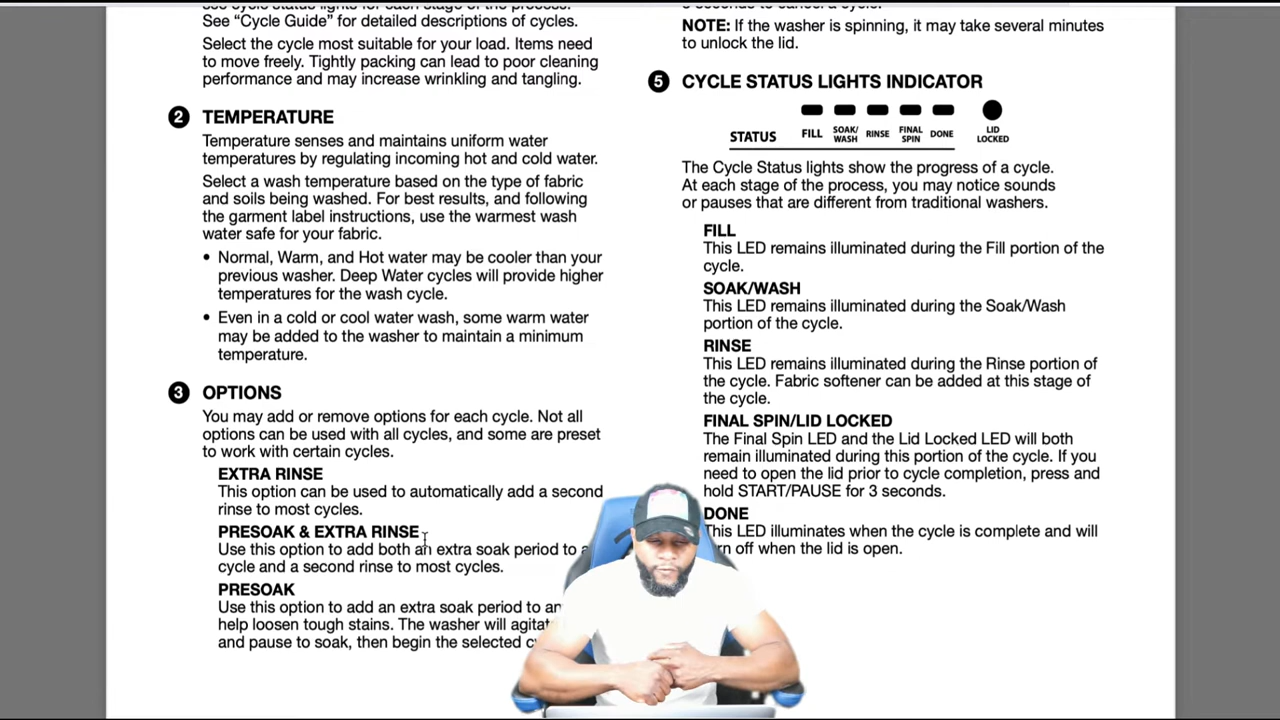 see cycle status lights for each stage of the process.
See “Cycle Guide” for detailed descriptions of cycles.
Select the cycle most suitable for your load. Items need
to move freely. Tightly packing can lead to poor cleaning
performance and may increase wrinkling and tangling.
2 TEMPERATURE
Temperature senses and maintains uniform water
temperatures by regulating incoming hot and cold water.
Select a wash temperature based on the type of fabric
and soils being washed. For best results, and following
the garment label instructions, use the warmest wash
water safe for your fabric.
• Normal, Warm, and Hot water may be cooler than your
previous washer. Deep Water cycles will provide higher
temperatures for the wash cycle.
• Even in a cold or cool water wash, some warm water
may be added to the washer to maintain a minimum
temperature.
3 OPTIONS
You may add or remove options for each cycle. Not all
options can be used with all cycles, and some are preset
to work with certain cycles.
EXTRA RINSE
This option can be used to automatically add a second
rinse to most cycles.
PRESOAK & EXTRA RINSE
Use this option to add both an extra soak period to
cycle and a second rinse to most cycles.
PRESOAK
Use this option to add an extra soak period to
help loosen tough stains. The washer will
and pause to soak, then begin the selected
to cancel a cycle.
NOTE: If the washer is spinning, it may take several minutes
to unlock the lid.
5 CYCLE STATUS LIGHTS INDICATOR
STATUS FILL SOAK/ WASH RINSE FINAL SPIN DONE LID LOCKED
The Cycle Status lights show the progress of a cycle.
At each stage of the process, you may notice sounds
or pauses that are different from traditional washers.
FILL
This LED remains illuminated during the Fill portion of the
cycle.
SOAK/WASH
This LED remains illuminated during the Soak/Wash
portion of the cycle.
RINSE
This LED remains illuminated during the Rinse portion of
the cycle. Fabric softener can be added at this stage of
the cycle.
FINAL SPIN/LID LOCKED
The Final Spin LED and the Lid Locked LED will both
remain illuminated during this portion of the cycle. If you
need to open the lid prior to cycle completion, press and
hold START/PAUSE for 3 seconds.
DONE
This LED illuminates when the cycle is complete and will
off when the lid is open.